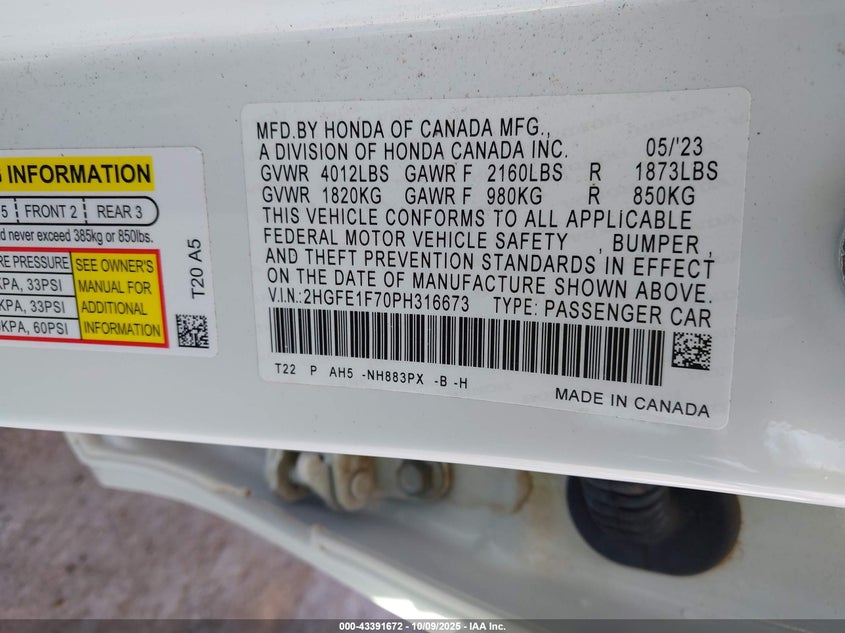 G INFORMATION
5 FRONT 2 REAR 3
d never exceed 385kg or 850lbs.
RE PRESSURE
KPA, 33PSI
KPA, 33PSI
KPA, 60PSI
SEE OWNER'S
MANUAL FOR
ADDITIONAL
INFORMATION
T20 A5
MFD.BY HONDA OF CANADA MFG.,
A DIVISION OF HONDA CANADA INC. 05/'23
GVWR 4012LBS GAWR F 2160LBS R 1873LBS
GVWR 1820KG GAWR F 980KG R 850KG
THIS VEHICLE CONFORMS TO ALL APPLICABLE
FEDERAL MOTOR VEHICLE SAFETY , BUMPER ,
AND THEFT PREVENTION STANDARDS IN EFFECT
ON THE DATE OF MANUFACTURE SHOWN ABOVE.
V.I.N.:2HGFE1F70PH316673 TYPE: PASSENGER CAR
T22 P AH5 -NH883PX -B -H
MADE IN CANADA
000-43391672 - 10/09/2025 - IAA Inc.